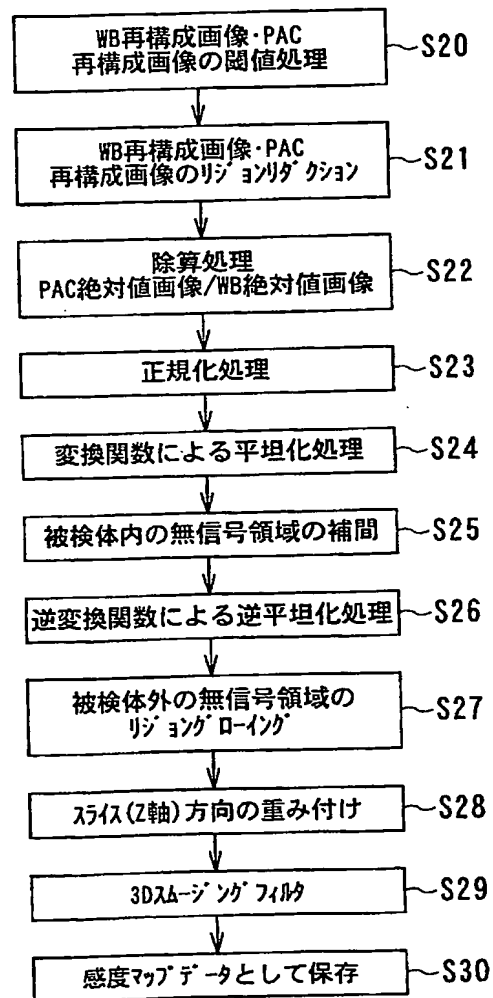 WB再構成画像・PAC
再構成画像の閾値処理
S20
WB再構成画像・PAC
再構成画像のﾘｼﾞｮﾝﾘﾀﾞｸｼｮﾝ
S21
除算処理
PAC絶対値画像/WB絶対値画像
S22
正規化処理
S23
変換関数による平坦化処理
S24
被検体内の無信号領域の補間
S25
逆変換関数による逆平坦化処理
S26
被検体外の無信号領域の
ﾘｼﾞｮﾝｸﾞﾛｰｲﾝｸﾞ
S27
ｽﾗｲｽ(Z軸)方向の重み付け
S28
3Dｽﾑｰｼﾞﾝｸﾞﾌｨﾙﾀ
S29
感度ﾏｯﾌﾟﾃﾞｰﾀとして保存
S30